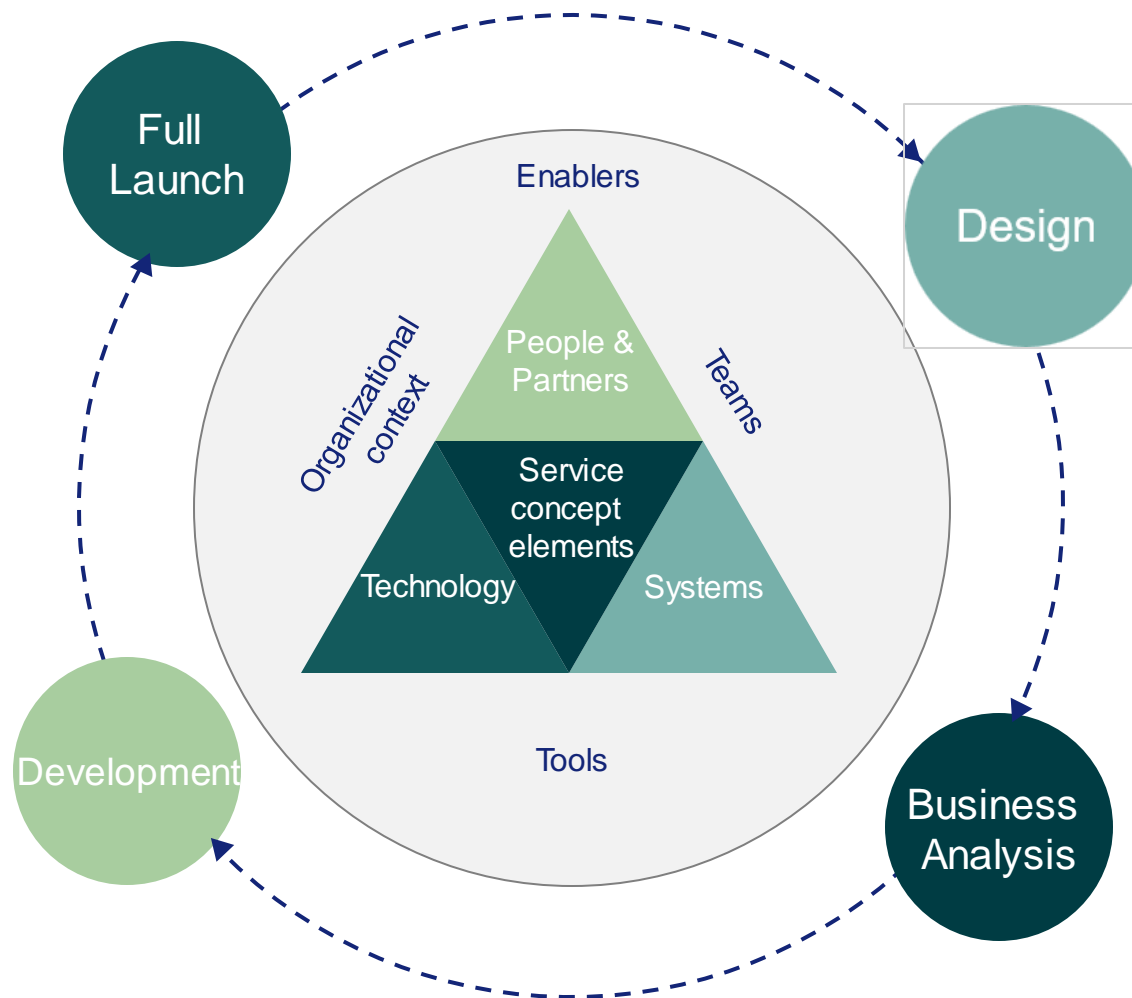 Full
Launch
Enablers
Design
People &
Partners
Organizational
context
Teams
Service
concept
elements
Technology
Systems
Tools
Development
Business
Analysis